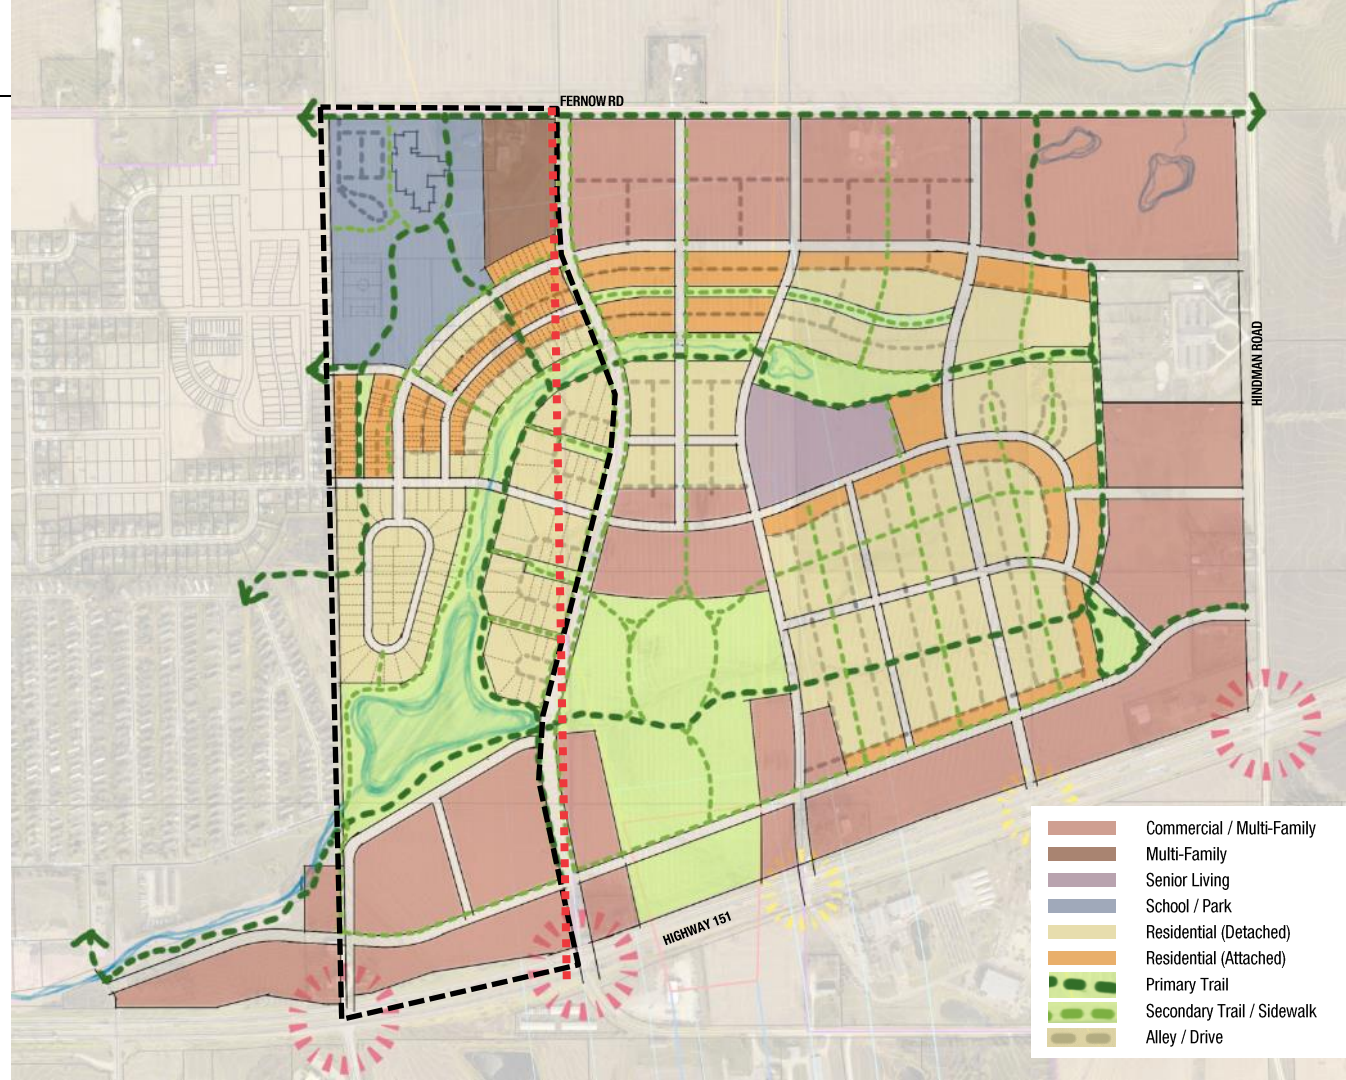 FERNOW RD
HINDMAN ROAD
HIGHWAY 151
Commercial / Multi-Family
Multi-Family
Senior Living
School / Park
Residential (Detached)
Residential (Attached)
Primary Trail
Secondary Trail / Sidewalk
Alley / Drive